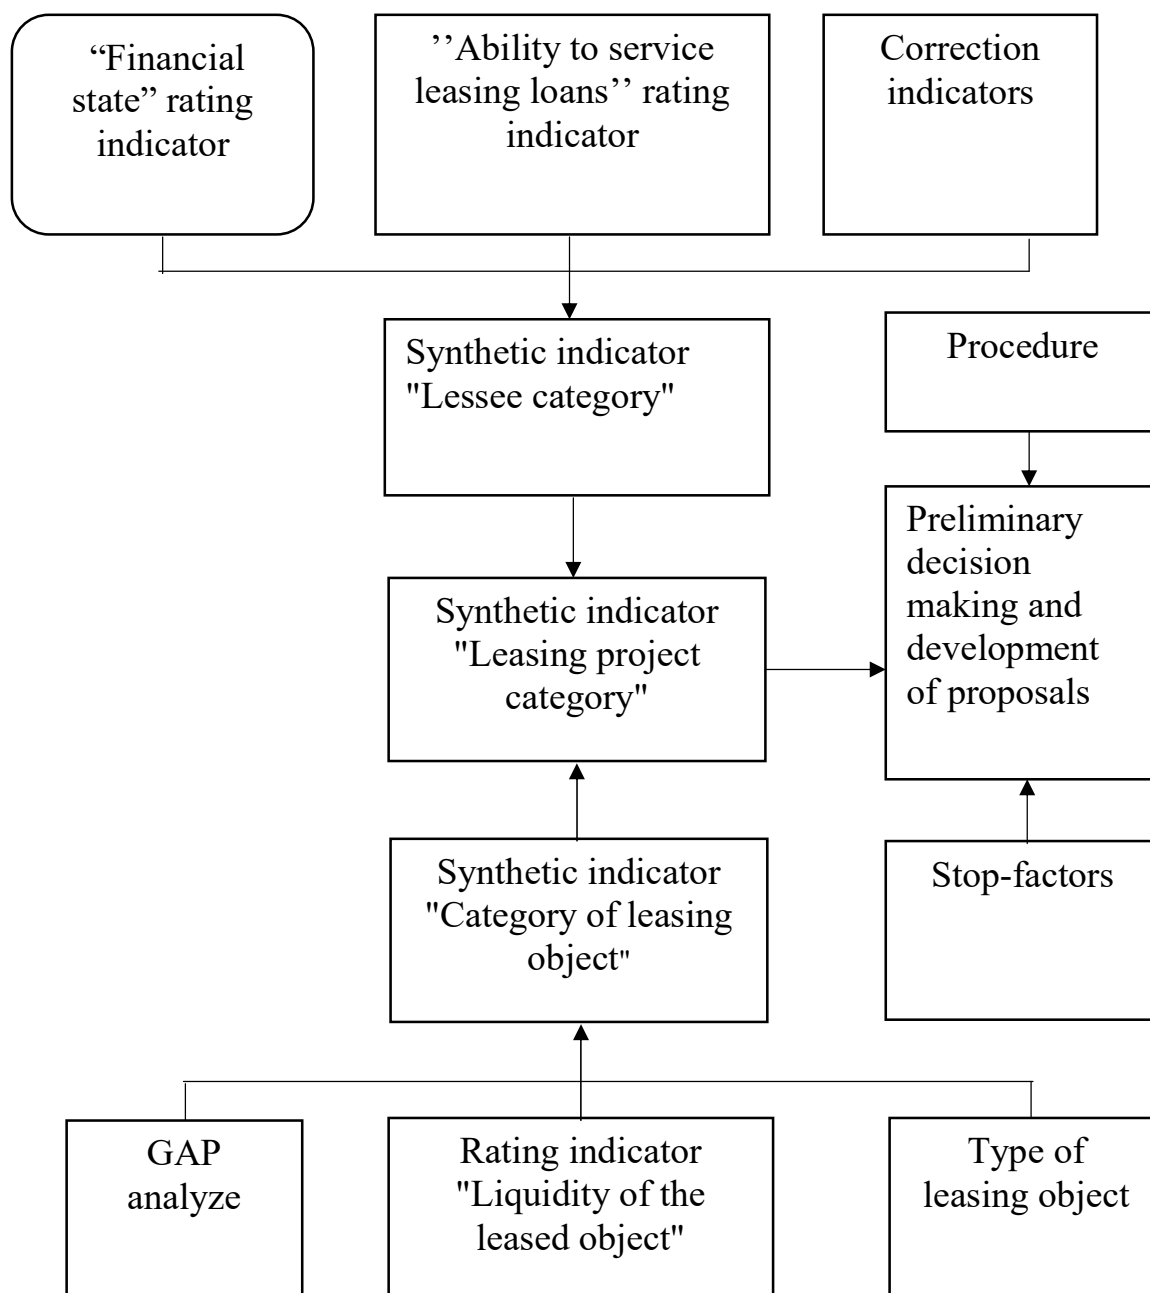 “Financial
state” rating
indicator
’’Ability to service
leasing loans’’ rating
indicator
Correction
indicators
Synthetic indicator
"Lessee category"
Procedure
Preliminary
decision
making and
development
of proposals
Synthetic indicator
"Leasing project
category"
Synthetic indicator
"Category of leasing
object"
Stop-factors
GAP
analyze
Rating indicator
"Liquidity of the
leased object"
Type of
leasing object